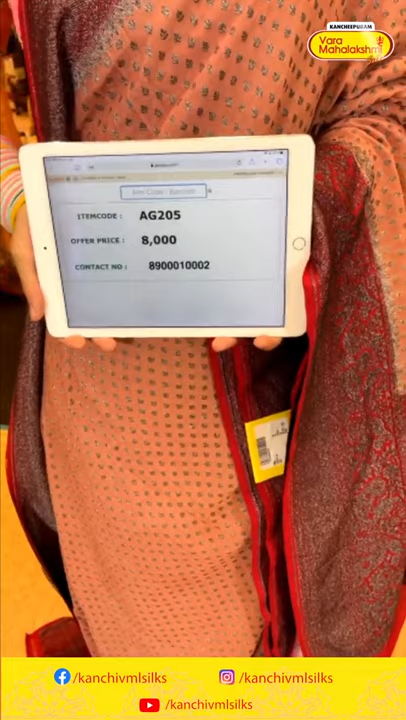 KANCHEEPURAM
Vara
Mahalakshmi
ITEMCODE : AG205
OFFER PRICE : 8,000
CONTACT NO : 8900010002
/kanchivmlsilks /kanchivmlsilks
/kanchivmlsilks